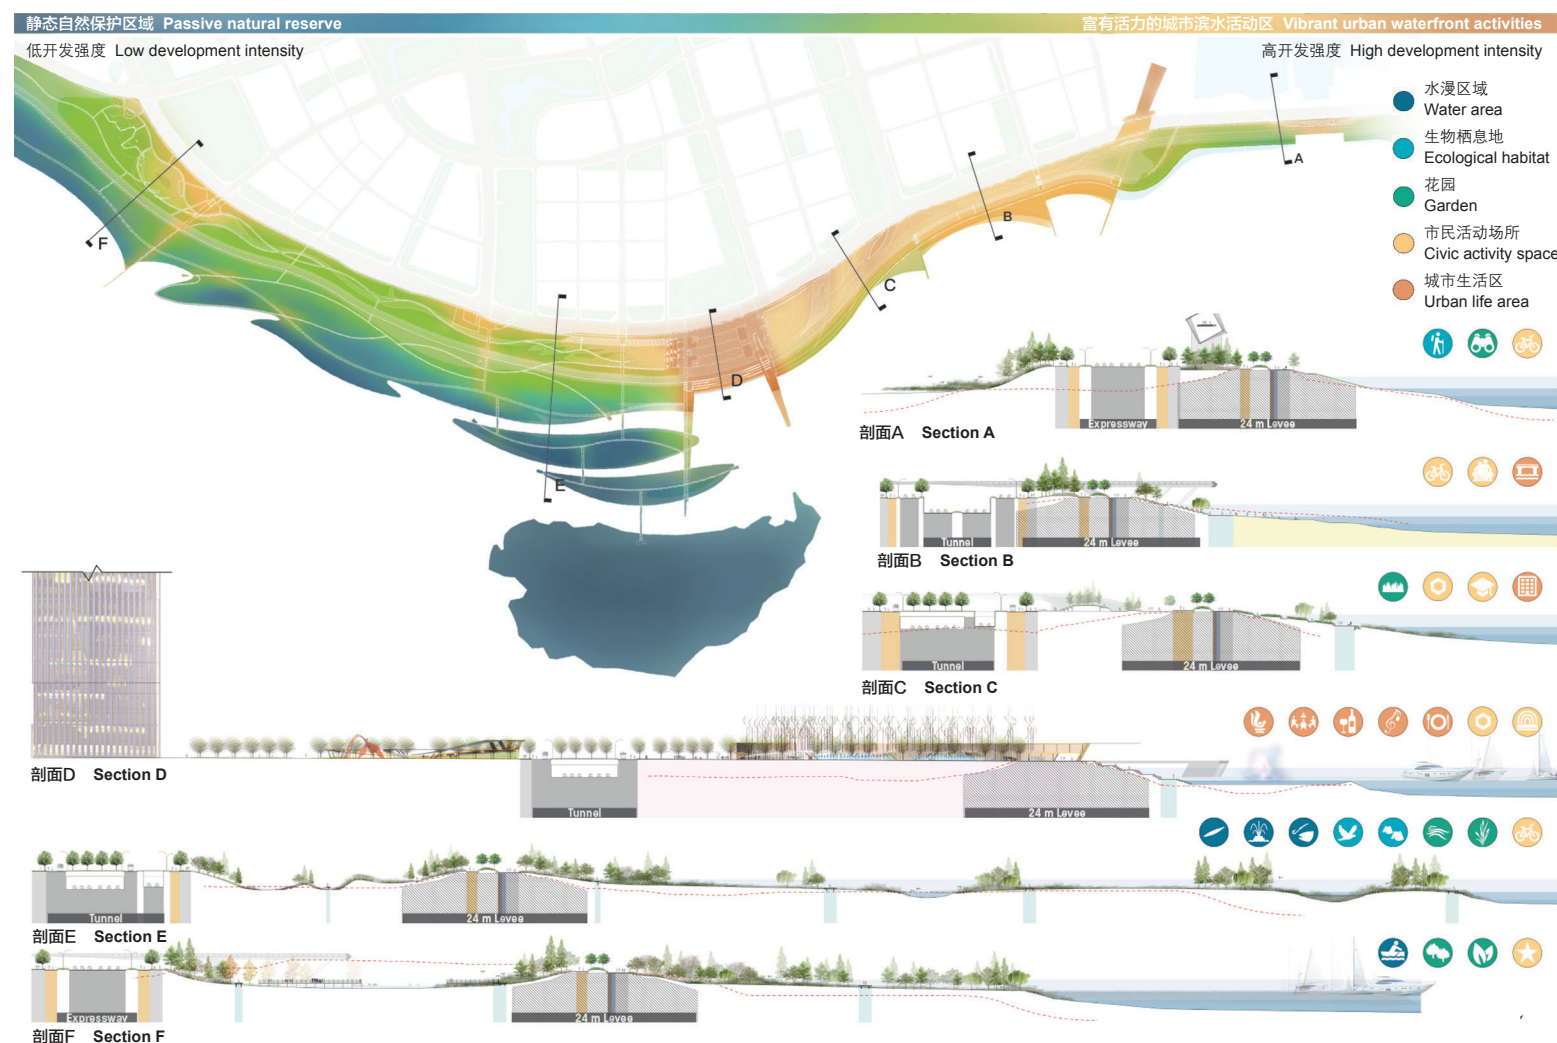 静态自然保护区域 Passive natural reserve
富有活力的城市滨水活动区 Vibrant urban waterfront activities
低开发强度 Low development intensity
高开发强度 High development intensity
水漫区域
Water area
生物栖息地
Ecological habitat
花园
Garden
市民活动场所
Civic activity space
城市生活区
Urban life area
A
B
C
D
E
F
Expressway
24 m Levee
剖面A Section A
Tunnel
24 m Levee
剖面B Section B
Tunnel
24 m Levee
剖面C Section C
剖面D Section D
Tunnel
24 m Levee
Tunnel
24 m Levee
剖面E Section E
Expressway
24 m Levee
剖面F Section F